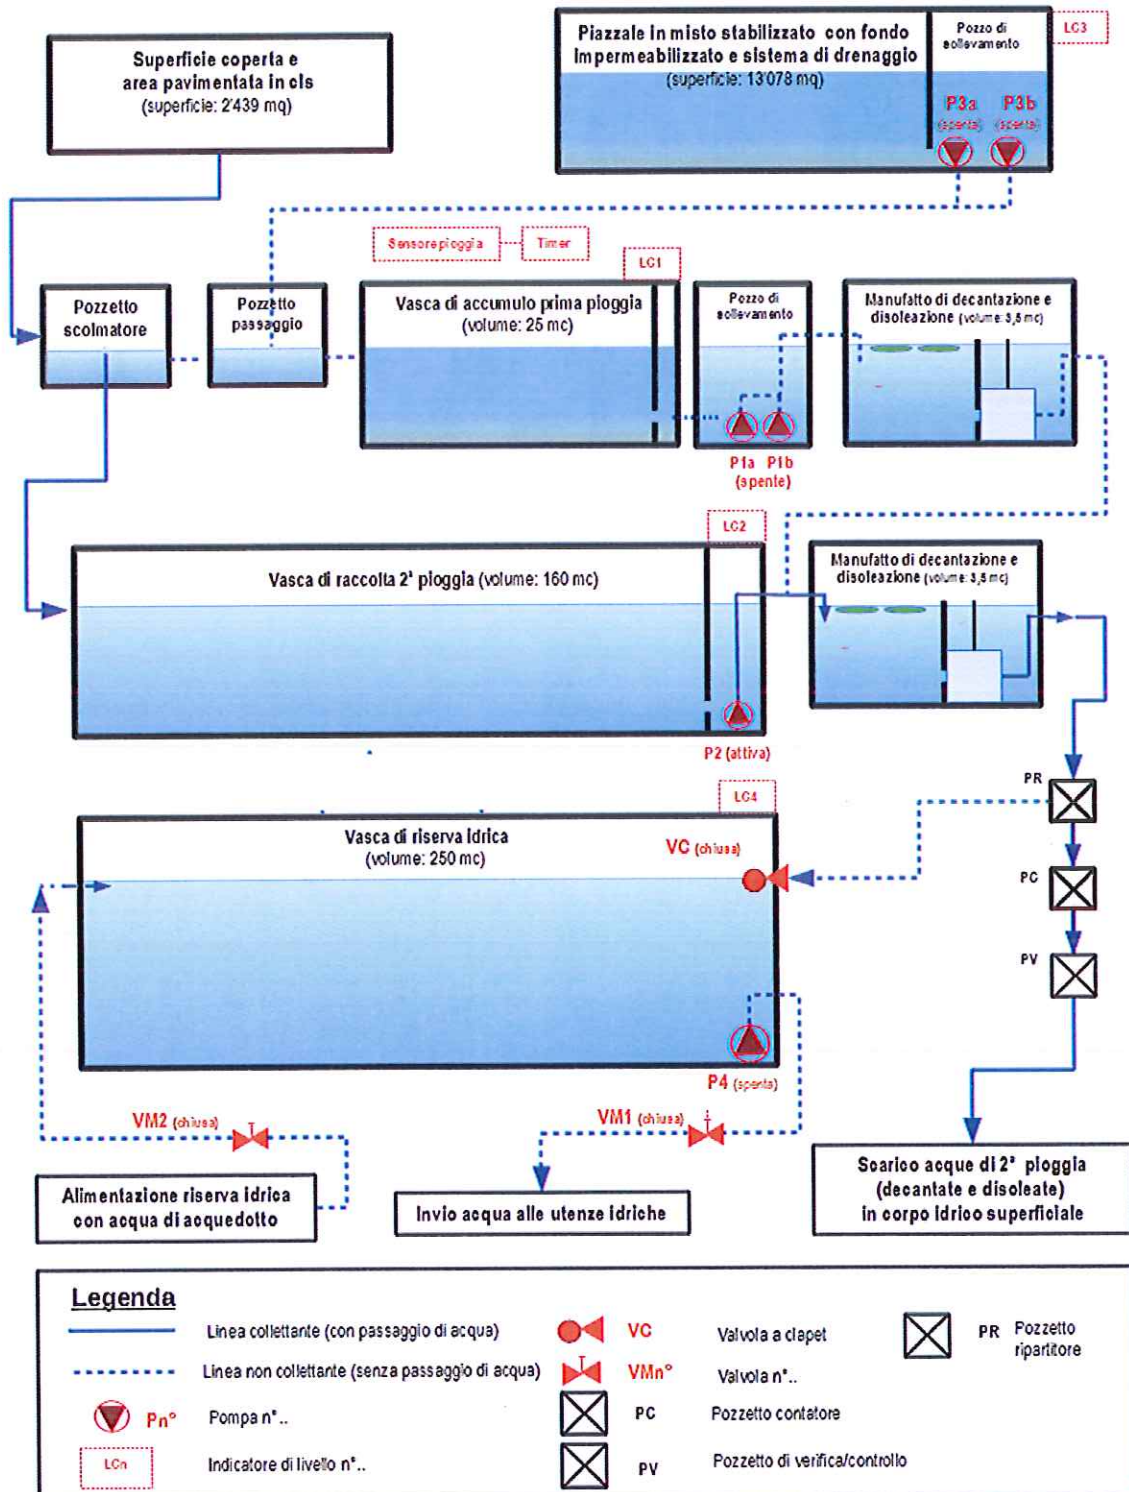 Piazzale in misto stabilizzato con fondo
Impermeabilizzato e sistema di drenaggio
(superficie: 13'078 mq)
Pozzo di
sollevamento
LC3
P3a
(spenta)
P3b
(spenta)
Superficie coperta e
area pavimentata in cls
(superficie: 2'439 mq)
Sensore pioggia
Timer
LC1
Pozzetto
scolmatore
Pozzetto
passaggio
Vasca di accumulo prima pioggia
(volume: 25 mc)
Pozzo di
sollevamento
Manufatto di decantazione e
disoleazione (volume: 3,5 mc)
P1a P1b
(spente)
LC2
Vasca di raccolta 2ª pioggia (volume: 160 mc)
Manufatto di decantazione e
disoleazione (volume: 3,5 mc)
P2 (attiva)
PR
LC4
Vasca di riserva idrica
(volume: 250 mc)
VC (chiusa)
PC
PV
P4 (spenta)
VM2 (chiusa)
VM1 (chiusa)
Alimentazione riserva idrica
con acqua di acquedotto
Invio acqua alle utenze idriche
Scarico acque di 2ª pioggia
(decantate e disoleate)
in corpo idrico superficiale
Legenda
Linea collettante (con passaggio di acqua)
Linea non collettante (senza passaggio di acqua)
Pn° Pompa n°..
LCn Indicatore di livello n°..
VC Valvola a clapet
VMn° Valvola n°..
PC Pozzetto contatore
PV Pozzetto di verifica/controllo
PR Pozzetto
ripartitore